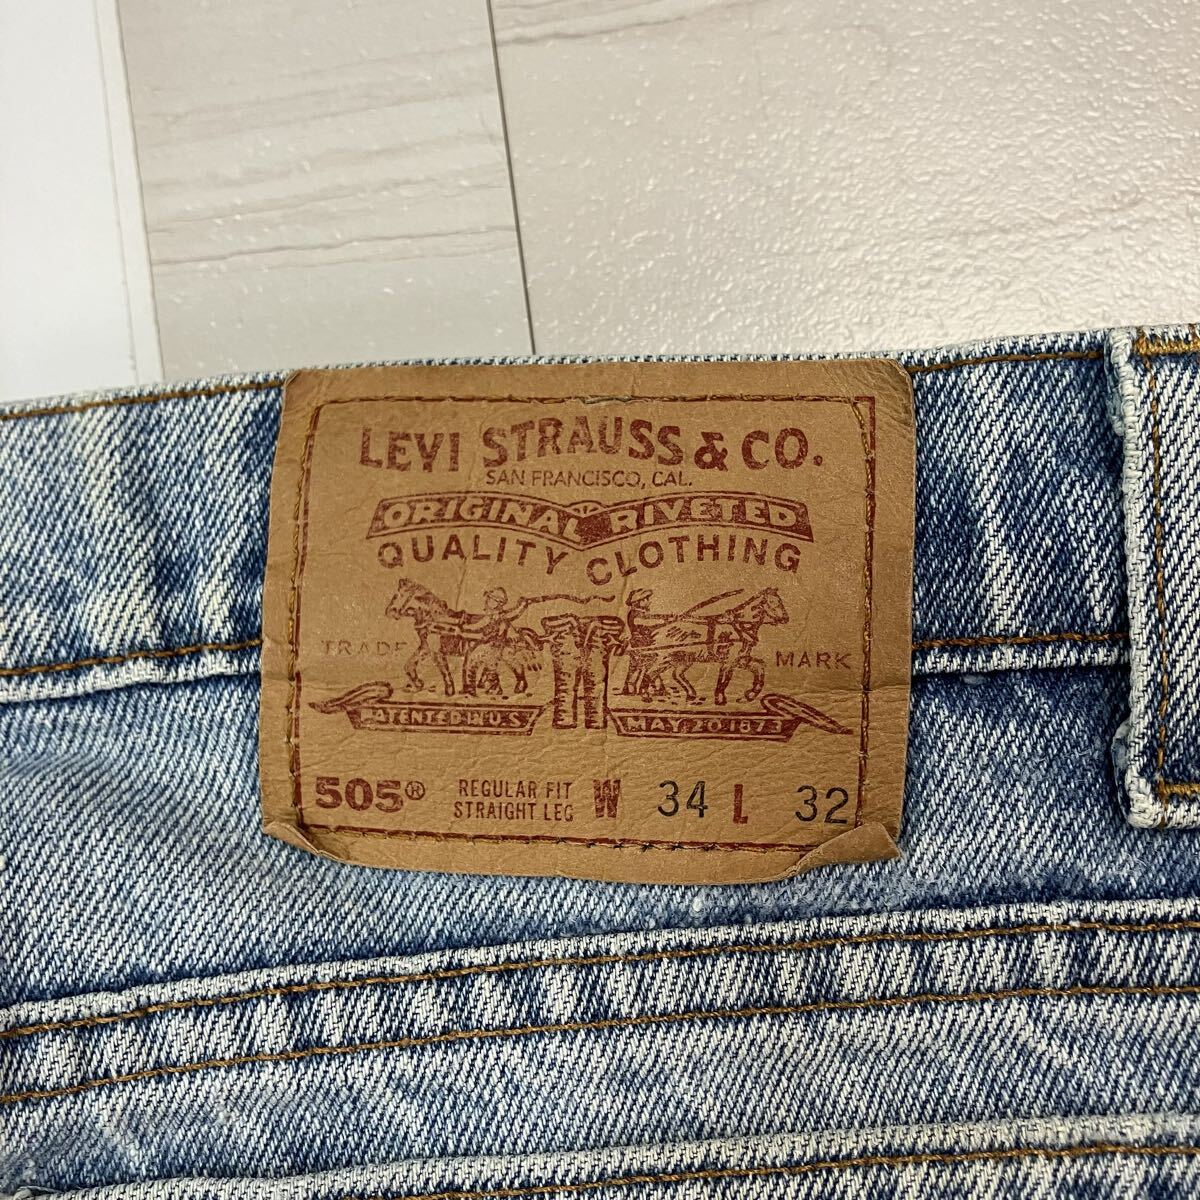 LEVI STRAUSS & CO.
SAN FRANCISCO, CAL.
ORIGINAL RIVETED
QUALITY CLOTHING
TRADE MARK
PATENTED IN U.S. MAY 20 1873
505® REGULAR FIT W 34 L 32
STRAIGHT LEG